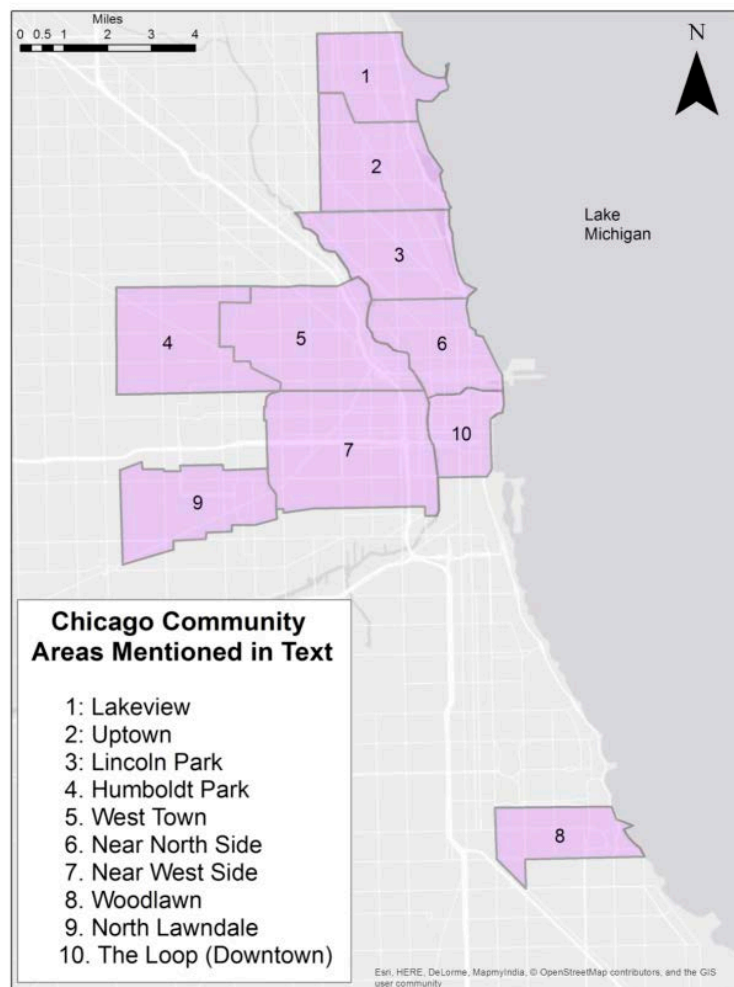 Miles
0 0.5 1 2 3 4
N
1
2
Lake
Michigan
3
4
5
6
7
10
9
8
Chicago Community
Areas Mentioned in Text
1: Lakeview
2: Uptown
3. Lincoln Park
4. Humboldt Park
5. West Town
6. Near North Side
7. Near West Side
8. Woodlawn
9. North Lawndale
10. The Loop (Downtown)
Esri, HERE, DeLorme, MapmyIndia, © OpenStreetMap contributors, and the GIS
user community